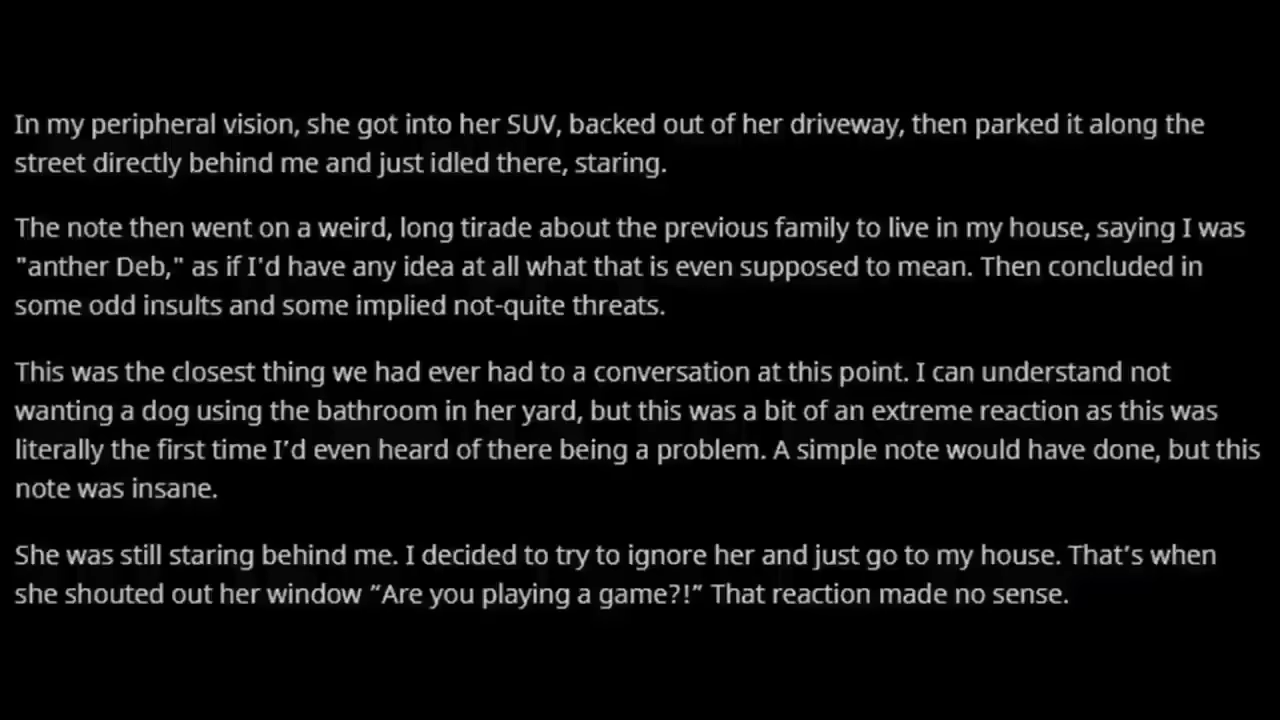 In my peripheral vision, she got into her SUV, backed out of her driveway, then parked it along the
street directly behind me and just idled there, staring.
The note then went on a weird, long tirade about the previous family to live in my house, saying I was
"anther Deb," as if I'd have any idea at all what that is even supposed to mean. Then concluded in
some odd insults and some implied not-quite threats.
This was the closest thing we had ever had to a conversation at this point. I can understand not
wanting a dog using the bathroom in her yard, but this was a bit of an extreme reaction as this was
literally the first time I'd even heard of there being a problem. A simple note would have done, but this
note was insane.
She was still staring behind me. I decided to try to ignore her and just go to my house. That’s when
she shouted out her window “Are you playing a game?!” That reaction made no sense.